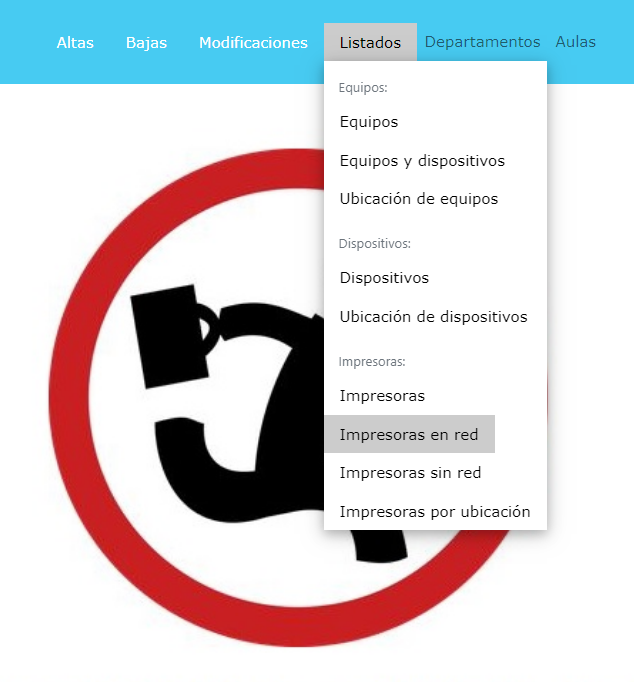 Altas Bajas Modificaciones Listados Departamentos Aulas
Equipos:
Equipos
Equipos y dispositivos
Ubicación de equipos
Dispositivos:
Dispositivos
Ubicación de dispositivos
Impresoras:
Impresoras
Impresoras en red
Impresoras sin red
Impresoras por ubicación